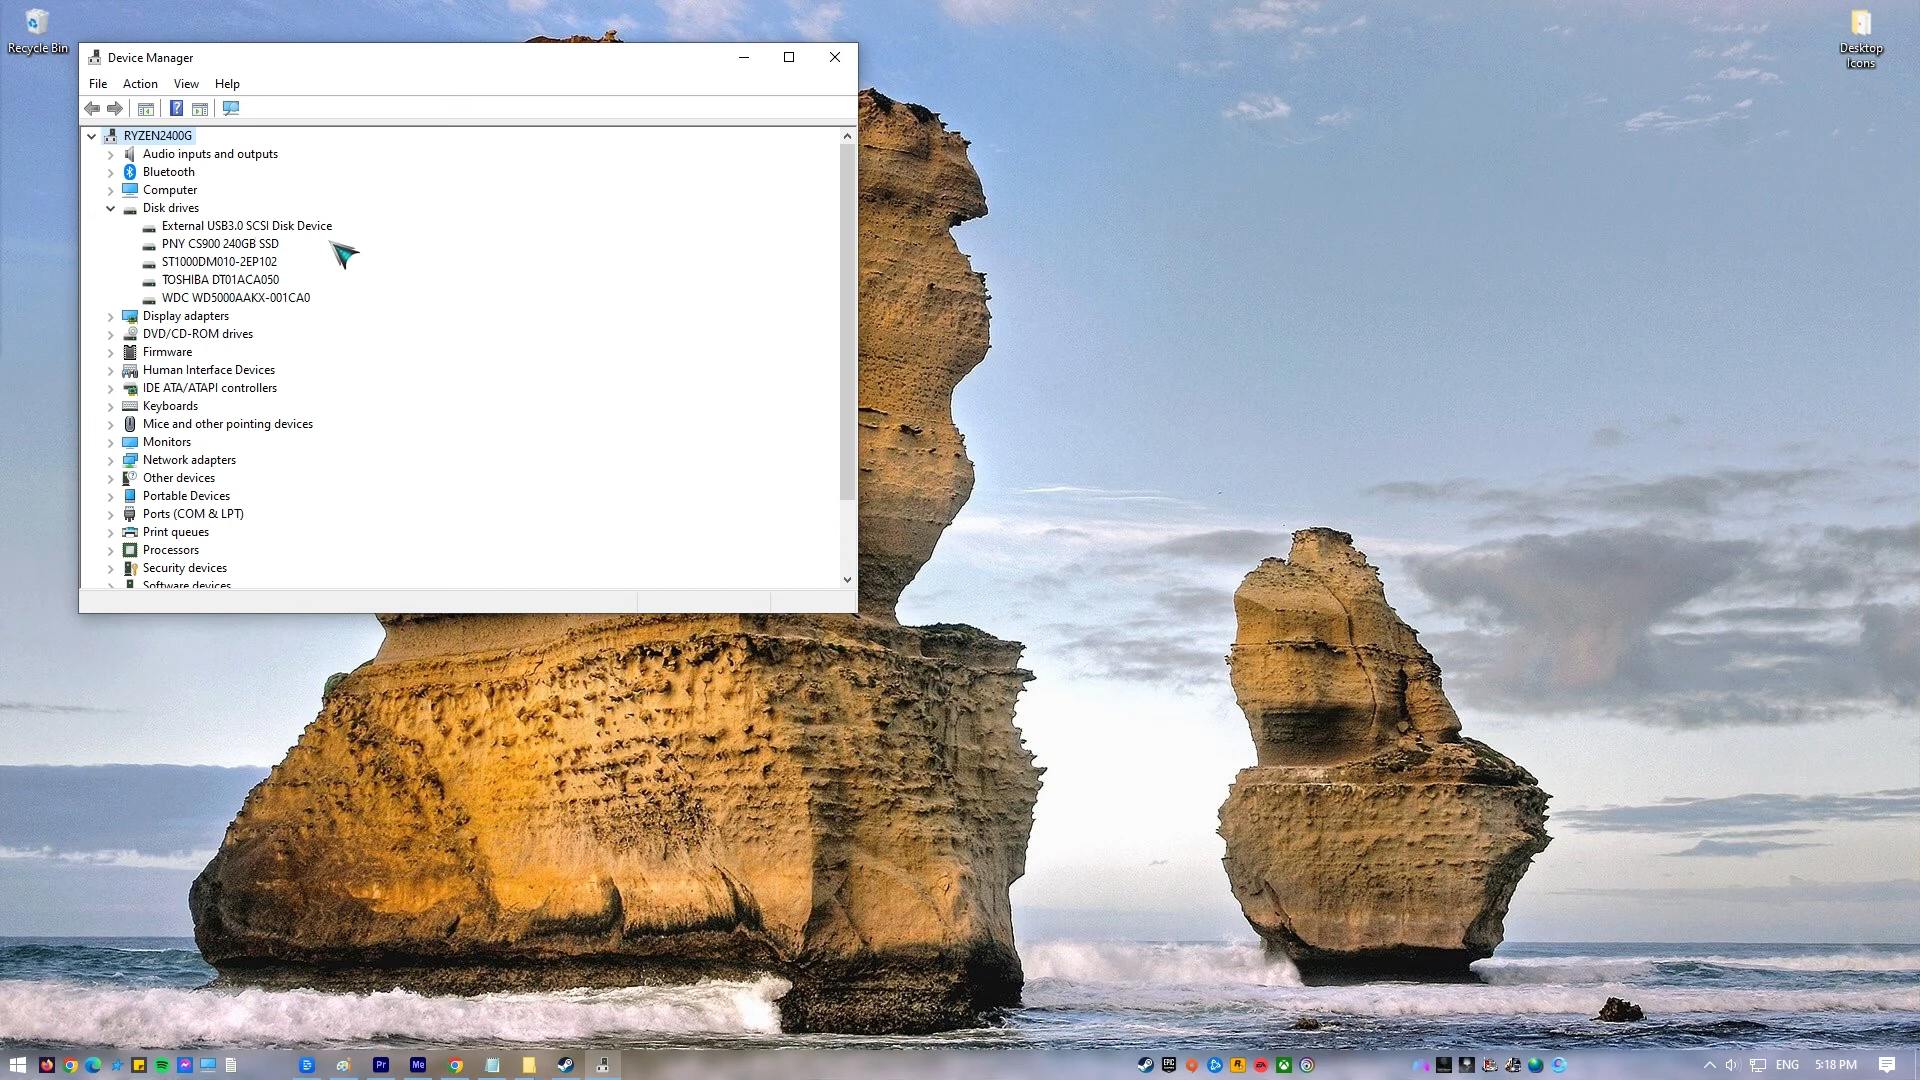 Recycle Bin
Desktop
Icons
Device Manager
File Action View Help
RYZEN2400G
Audio inputs and outputs
Bluetooth
Computer
Disk drives
External USB3.0 SCSI Disk Device
PNY CS900 240GB SSD
ST1000DM010-2EP102
TOSHIBA DT01ACA050
WDC WD5000AAKX-001CA0
Display adapters
DVD/CD-ROM drives
Firmware
Human Interface Devices
IDE ATA/ATAPI controllers
Keyboards
Mice and other pointing devices
Monitors
Network adapters
Other devices
Portable Devices
Ports (COM & LPT)
Print queues
Processors
Security devices
Software devices
Pr
Me
EPIC
EA
ENG
5:18 PM